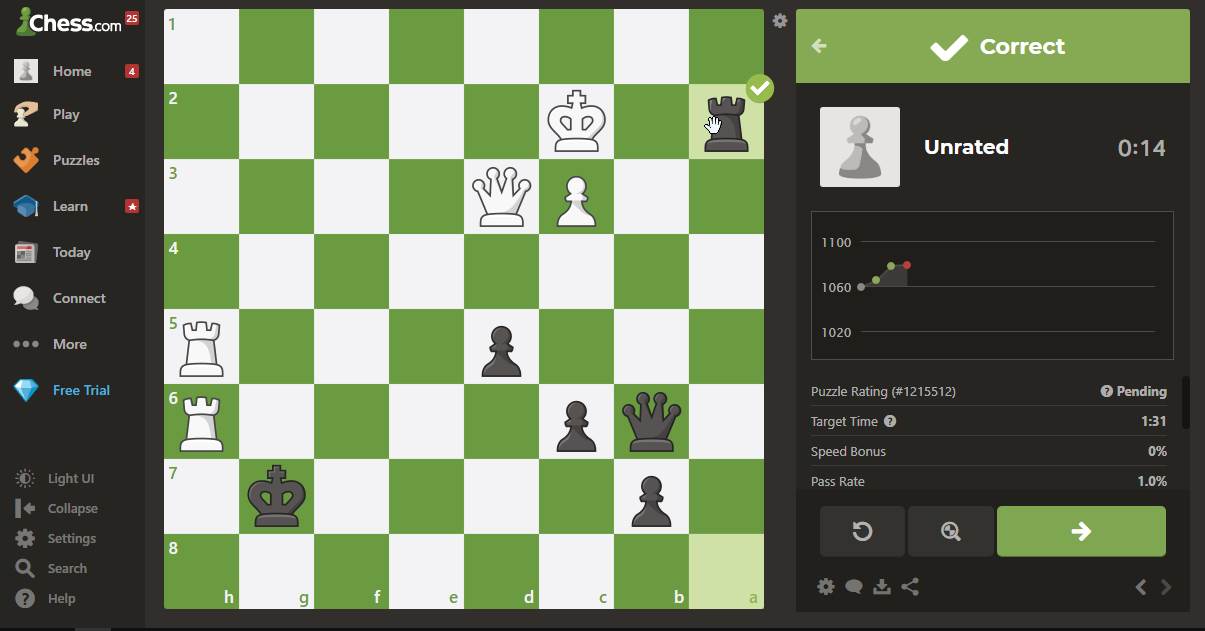 Chess.com 25
Home 4
Play
Puzzles
Learn
Today
Connect
More
Free Trial
Light UI
Collapse
Settings
Search
Help
1
2
3
4
5
6
7
8
h g f e d c b a
Correct
Unrated 0:14
1100
1060
1020
Puzzle Rating (#1215512) ? Pending
Target Time ? 1:31
Speed Bonus 0%
Pass Rate 1.0%